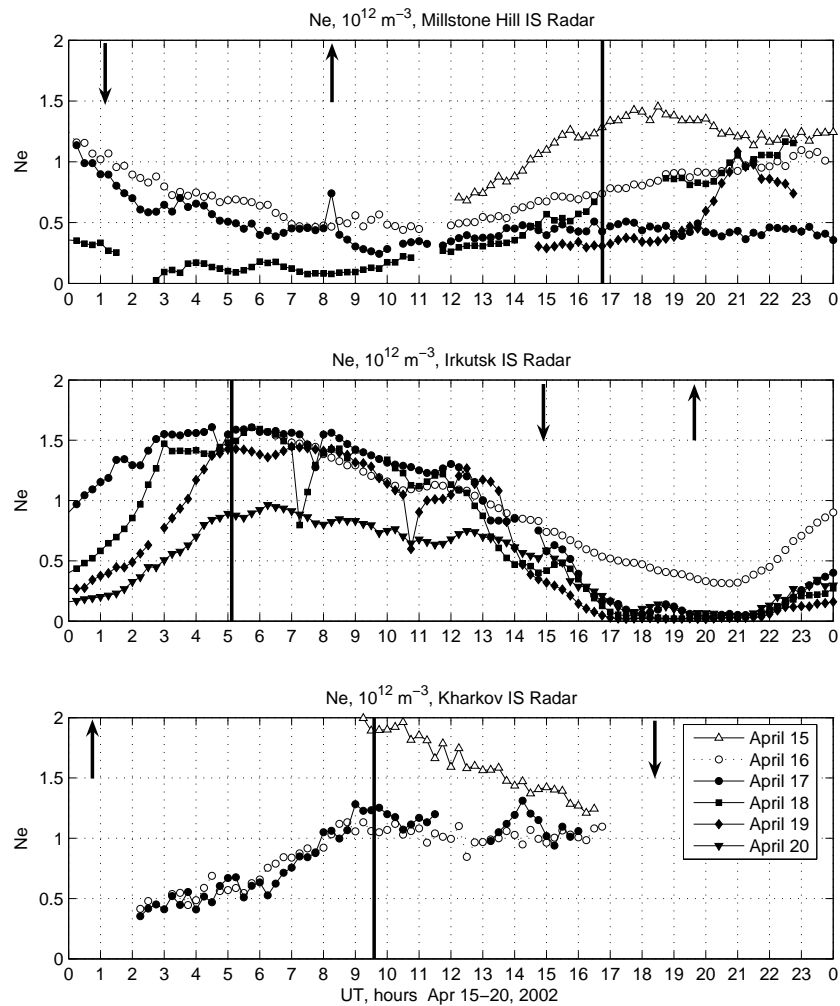 Ne, 10^12 m^−3, Millstone Hill IS Radar
2
1.5
1
0.5
0
Ne
0 1 2 3 4 5 6 7 8 9 10 11 12 13 14 15 16 17 18 19 20 21 22 23 0
Ne, 10^12 m^−3, Irkutsk IS Radar
2
1.5
1
0.5
0
Ne
0 1 2 3 4 5 6 7 8 9 10 11 12 13 14 15 16 17 18 19 20 21 22 23 0
Ne, 10^12 m^−3, Kharkov IS Radar
2
1.5
1
0.5
0
Ne
April 15
April 16
April 17
April 18
April 19
April 20
0 1 2 3 4 5 6 7 8 9 10 11 12 13 14 15 16 17 18 19 20 21 22 23 0
UT, hours Apr 15−20, 2002